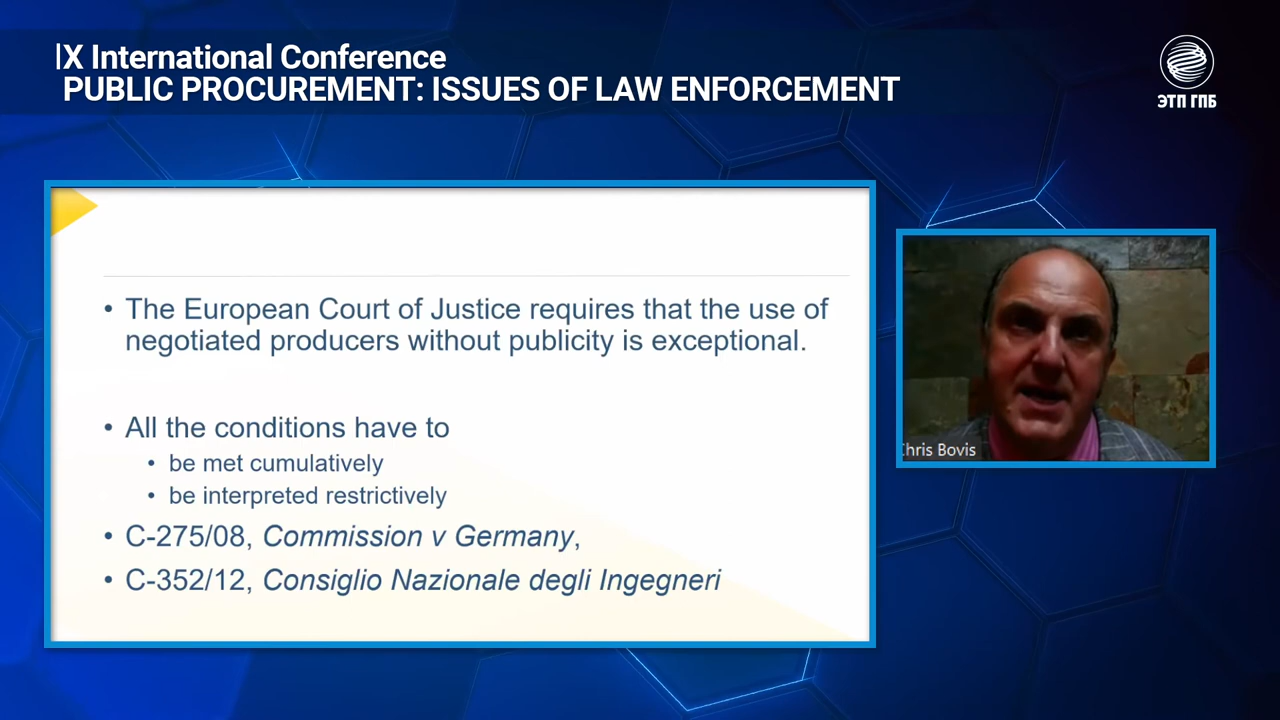 IX International Conference
PUBLIC PROCUREMENT: ISSUES OF LAW ENFORCEMENT
ЭТП ГПБ
• The European Court of Justice requires that the use of
negotiated producers without publicity is exceptional.
• All the conditions have to
• be met cumulatively
• be interpreted restrictively
• C-275/08, Commission v Germany,
• C-352/12, Consiglio Nazionale degli Ingegneri
Chris Bovis